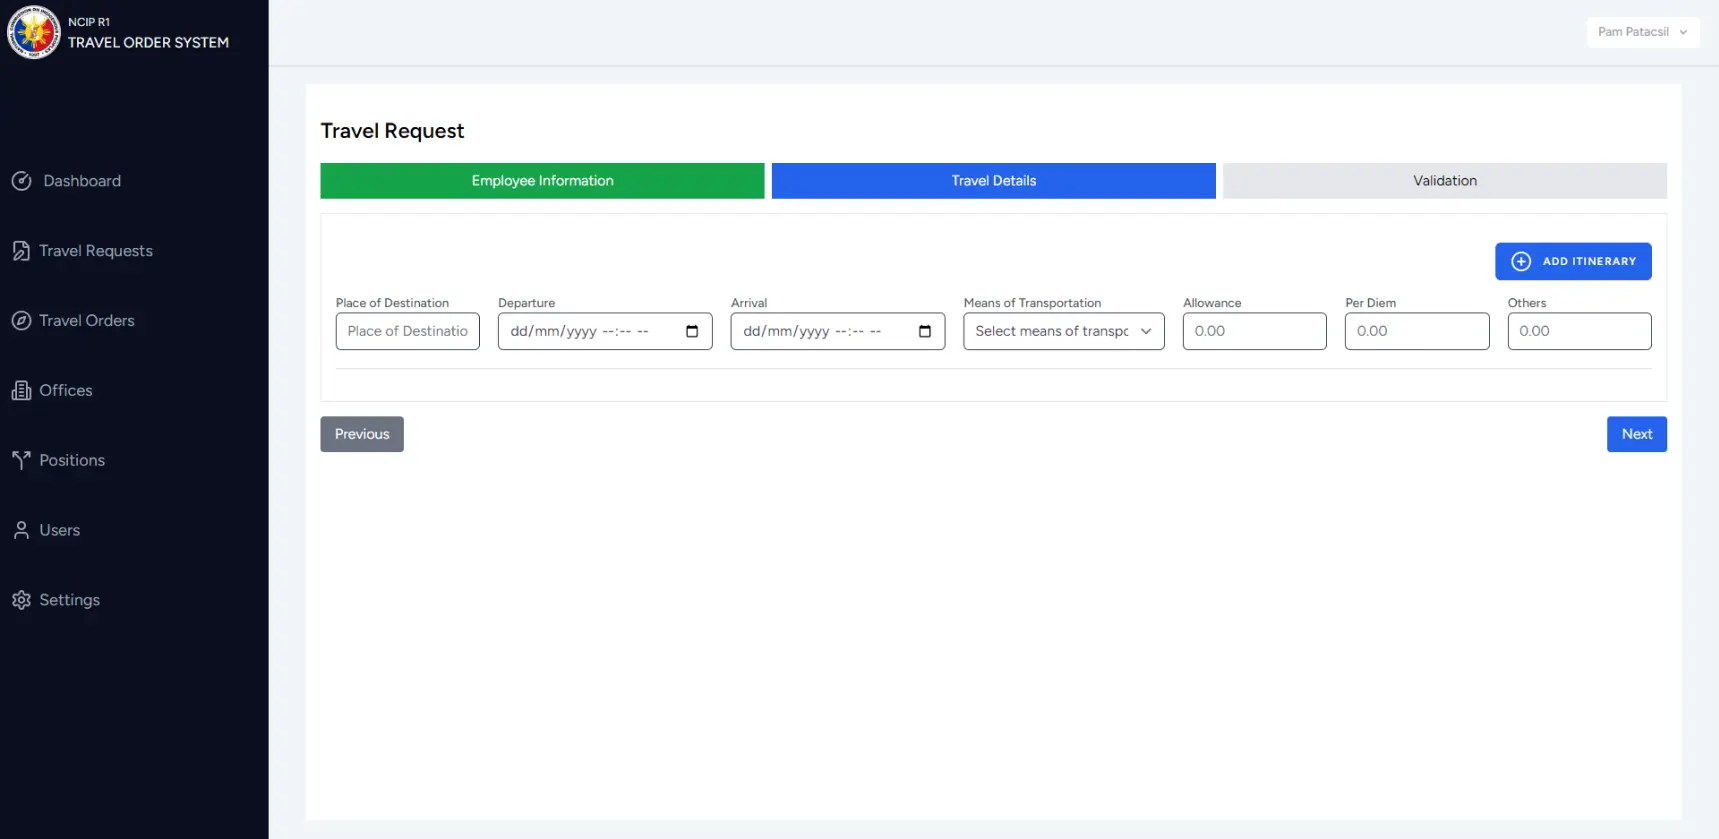 NCIP R1
TRAVEL ORDER SYSTEM
Pam Patacsil
Dashboard
Travel Requests
Travel Orders
Offices
Positions
Users
Settings
Travel Request
Employee Information
Travel Details
Validation
ADD ITINERARY
Place of Destination
Departure
Arrival
Means of Transportation
Allowance
Per Diem
Others
Place of Destinatio
dd/mm/yyyy --:-- --
dd/mm/yyyy --:-- --
Select means of transpc
0.00
0.00
0.00
Previous
Next